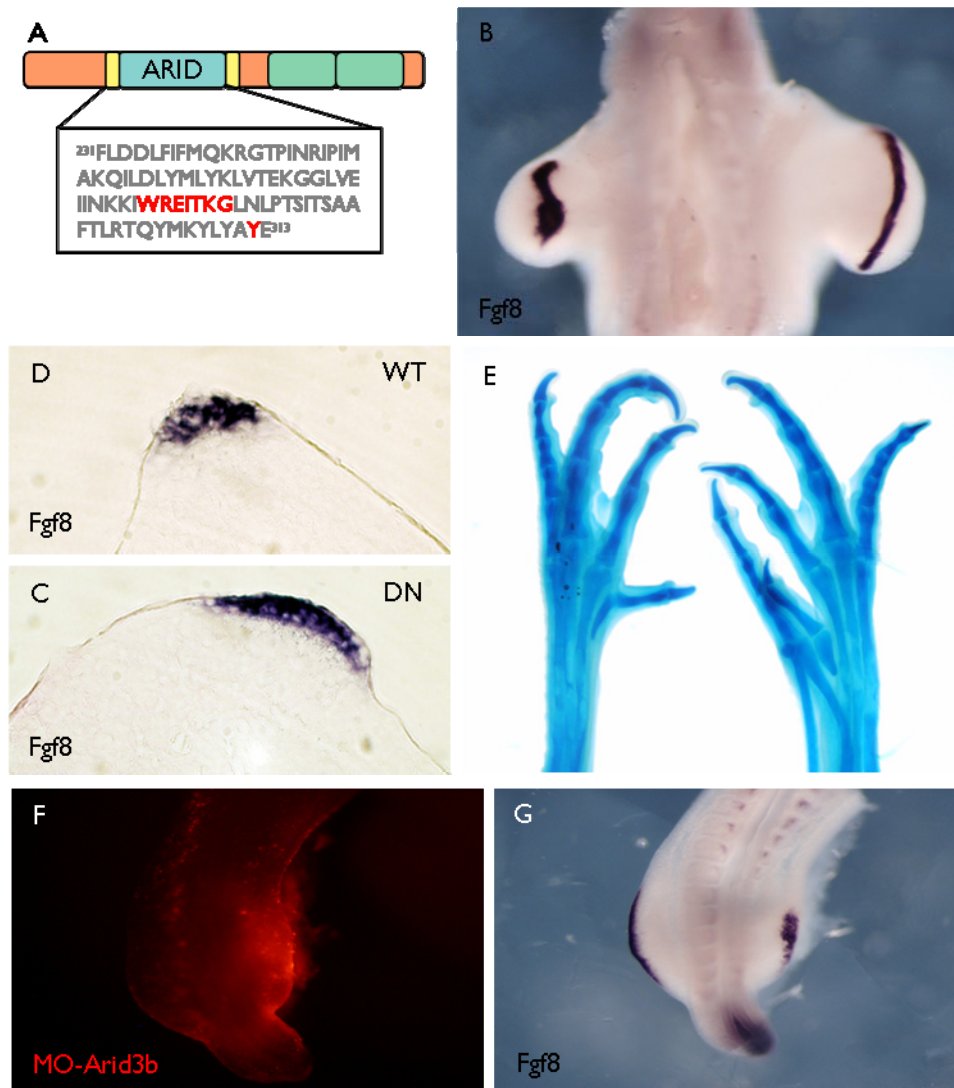 A
ARID
231FLDDLFIFMQKRGTPINRIPIM
AKQILDLYMLYKLVTEKGGLVE
IINKKIWREITKGLNLPTSITSAA
FTLRTQYMKYLYAYE313
B
Fgf8
D
WT
Fgf8
C
DN
Fgf8
E
F
MO-Arid3b
G
Fgf8